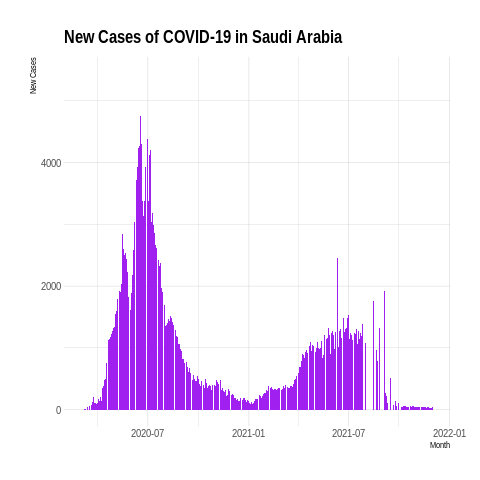 New Cases of COVID-19 in Saudi Arabia
New Cases
4000
2000
0
2020-07 2021-01 2021-07 2022-01
Month